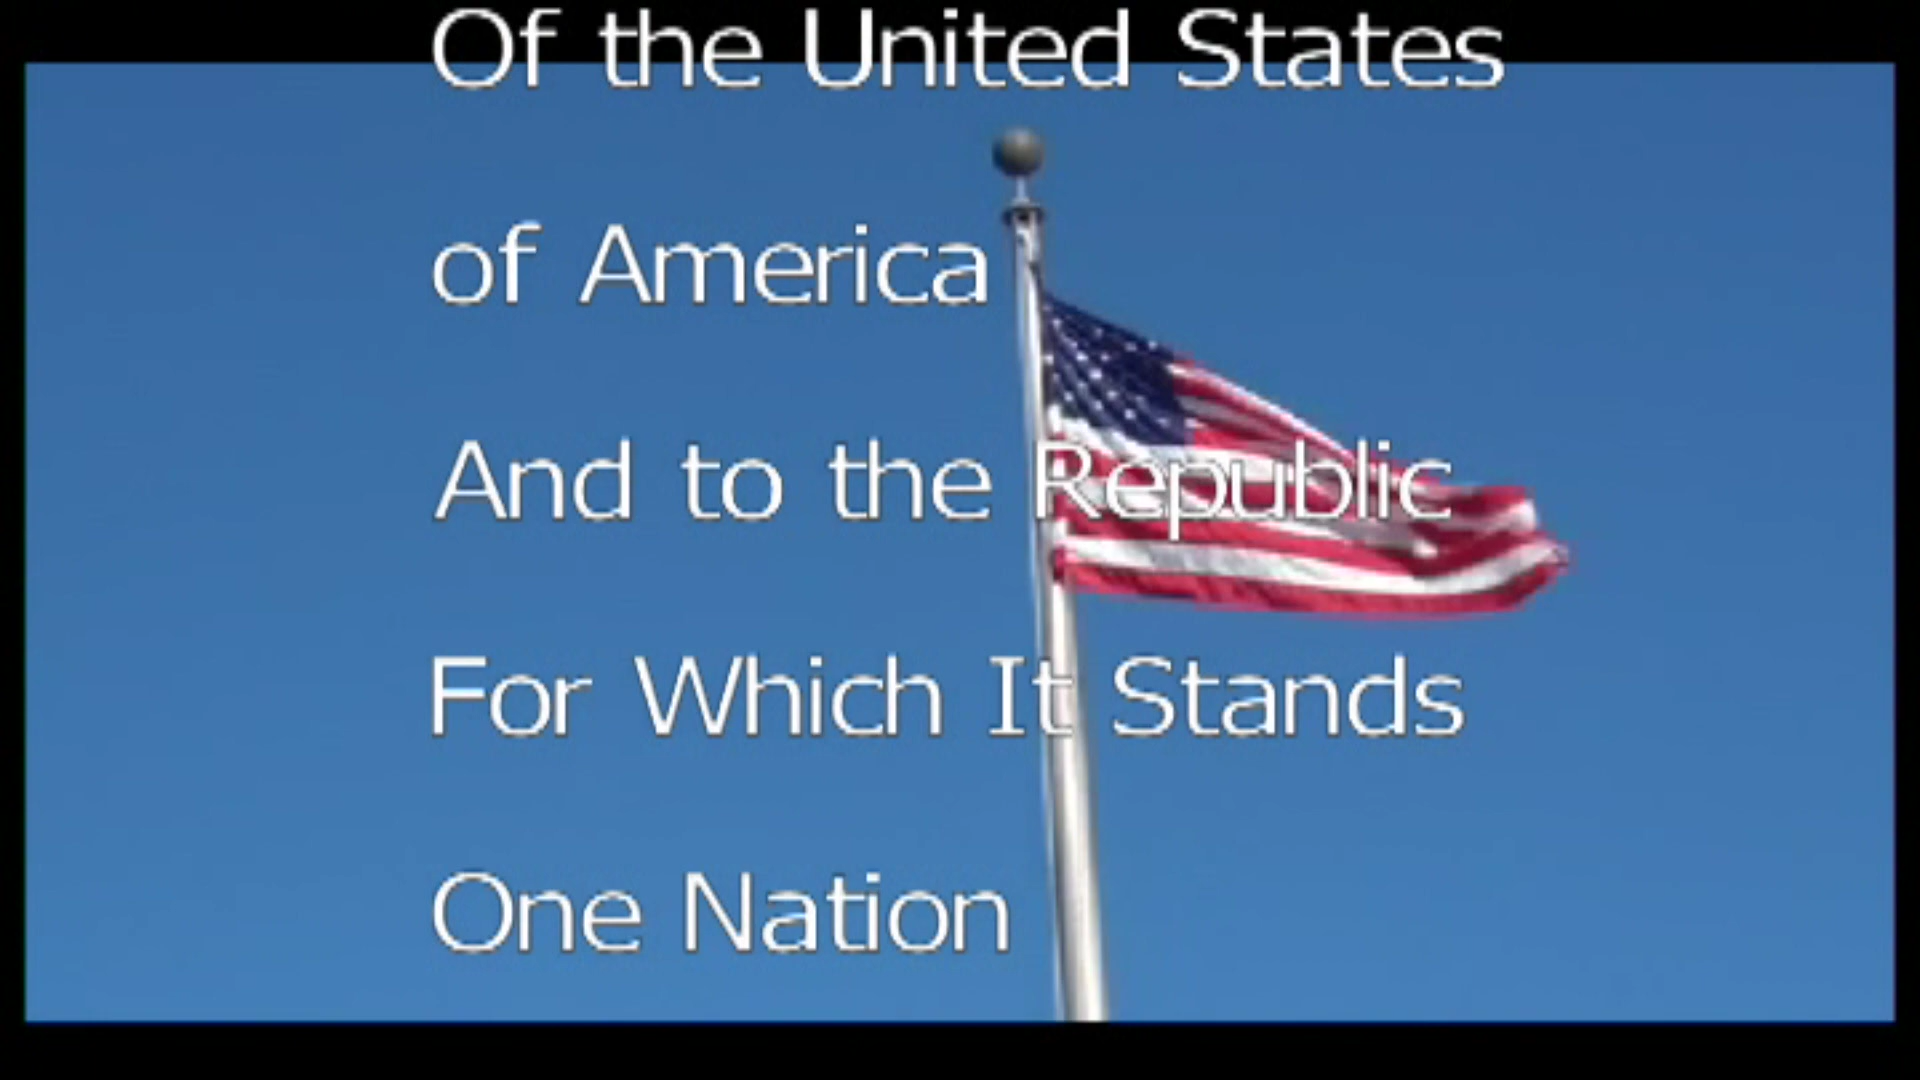 Of the United States
of America
And to the Republic
For Which It Stands
One Nation